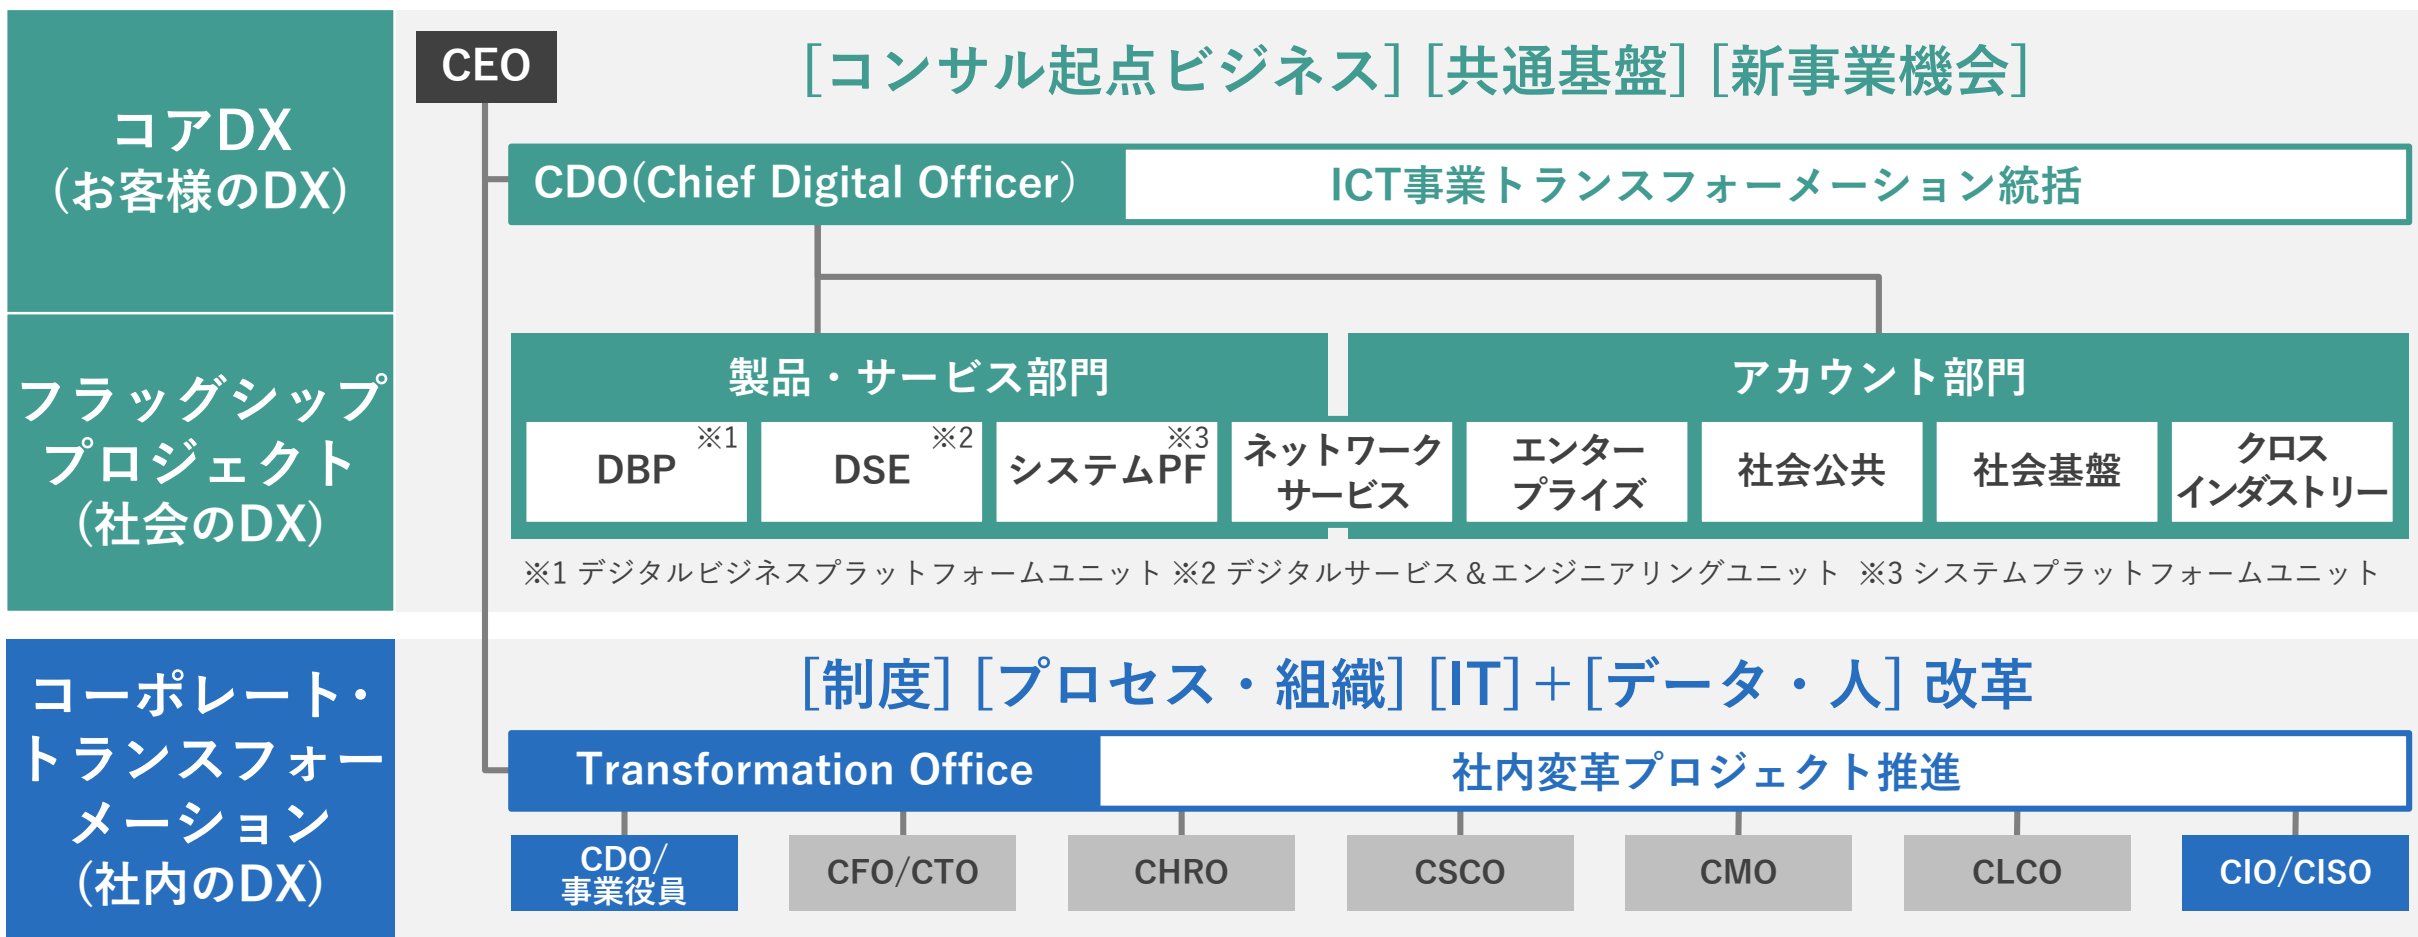 コアDX
(お客様のDX)
フラッグシップ
プロジェクト
(社会のDX)
CEO
[コンサル起点ビジネス] [共通基盤] [新事業機会]
CDO(Chief Digital Officer)
ICT事業トランスフォーメーション統括
製品・サービス部門
アカウント部門
DBP ※1
DSE ※2
システムPF ※3
ネットワーク
サービス
エンター
プライズ
社会公共
社会基盤
クロス
インダストリー
※1 デジタルビジネスプラットフォームユニット ※2 デジタルサービス＆エンジニアリングユニット ※3 システムプラットフォームユニット
コーポレート・
トランスフォー
メーション
(社内のDX)
[制度] [プロセス・組織] [IT]+[データ・人] 改革
Transformation Office
社内変革プロジェクト推進
CDO/
事業役員
CFO/CTO
CHRO
CSCO
CMO
CLCO
CIO/CISO